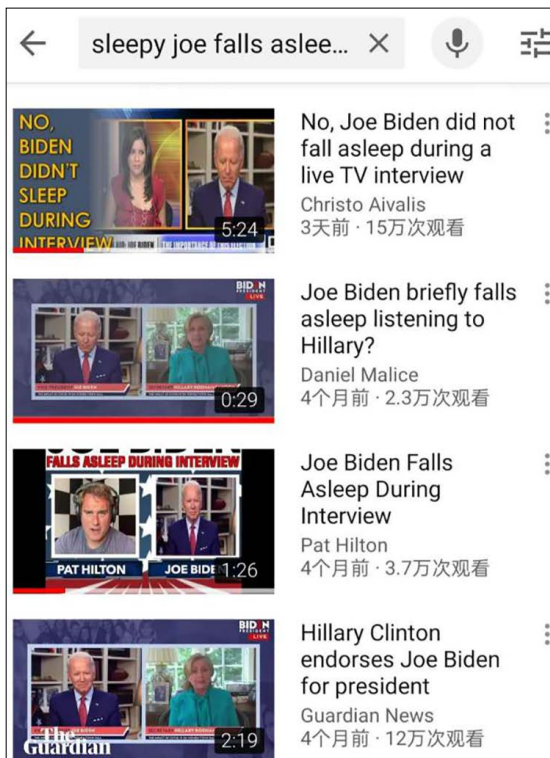 sleepy joe falls aslee...
NO,
BIDEN
DIDN'T
SLEEP
DURING
INTERVIEW
5:24
No, Joe Biden did not
fall asleep during a
live TV interview
Christo Aivalis
3天前 · 15万次观看
BIDEN
PRESIDENT
LIVE
0:29
Joe Biden briefly falls
asleep listening to
Hillary?
Daniel Malice
4个月前 · 2.3万次观看
JOE BIDEN
FALLS ASLEEP DURING INTERVIEW
PAT HILTON
JOE BIDE
1:26
Joe Biden Falls
Asleep During
Interview
Pat Hilton
4个月前 · 3.7万次观看
BIDEN
PRESIDENT
LIVE
The
Guardian
2:19
Hillary Clinton
endorses Joe Biden
for president
Guardian News
4个月前 · 12万次观看